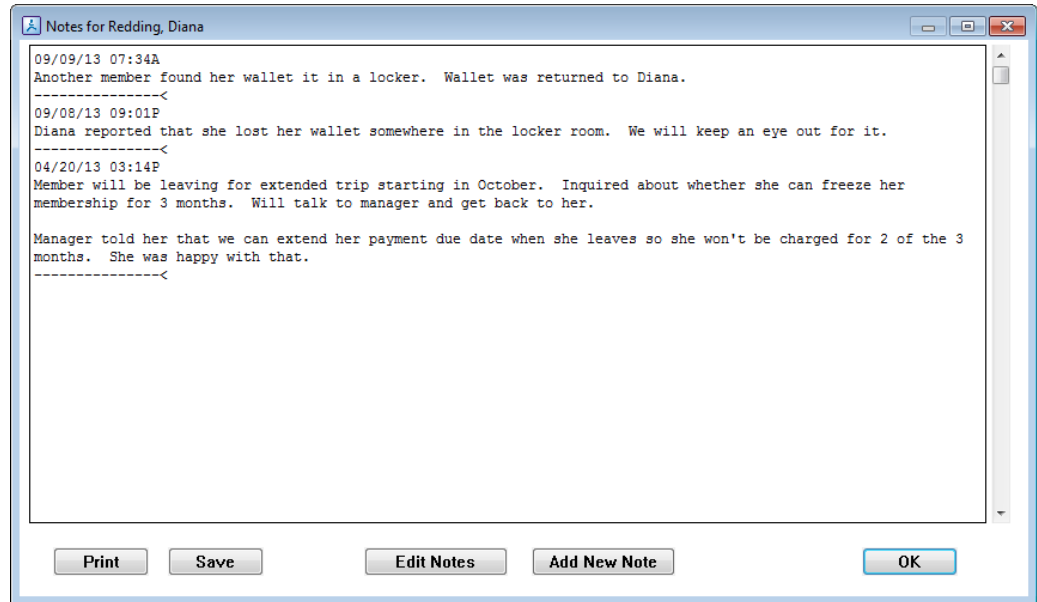 Notes for Redding, Diana
09/09/13 07:34A
Another member found her wallet it in a locker.  Wallet was returned to Diana.
---------------<
09/08/13 09:01P
Diana reported that she lost her wallet somewhere in the locker room.  We will keep an eye out for it.
---------------<
04/20/13 03:14P
Member will be leaving for extended trip starting in October.  Inquired about whether she can freeze her
membership for 3 months.  Will talk to manager and get back to her.

Manager told her that we can extend her payment due date when she leaves so she won't be charged for 2 of the 3
months.  She was happy with that.
---------------<
Print Save Edit Notes Add New Note OK